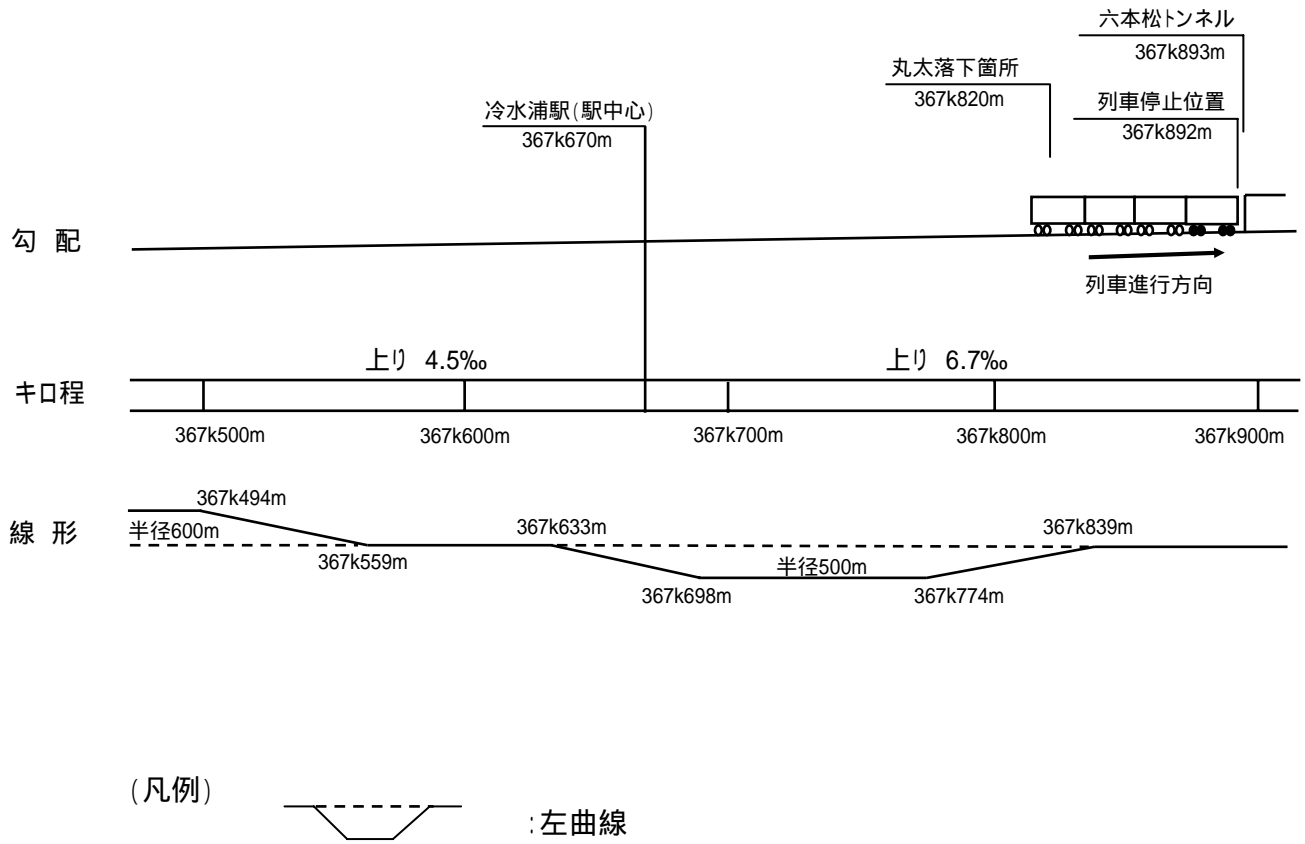 六本松トンネル
367k893m
丸太落下箇所
367k820m
列車停止位置
367k892m
冷水浦駅(駅中心)
367k670m
勾 配
列車進行方向
上り 4.5‰
上り 6.7‰
キロ程
367k500m
367k600m
367k700m
367k800m
367k900m
線 形
367k494m
半径600m
367k559m
367k633m
367k698m
半径500m
367k774m
367k839m
(凡例)
:左曲線